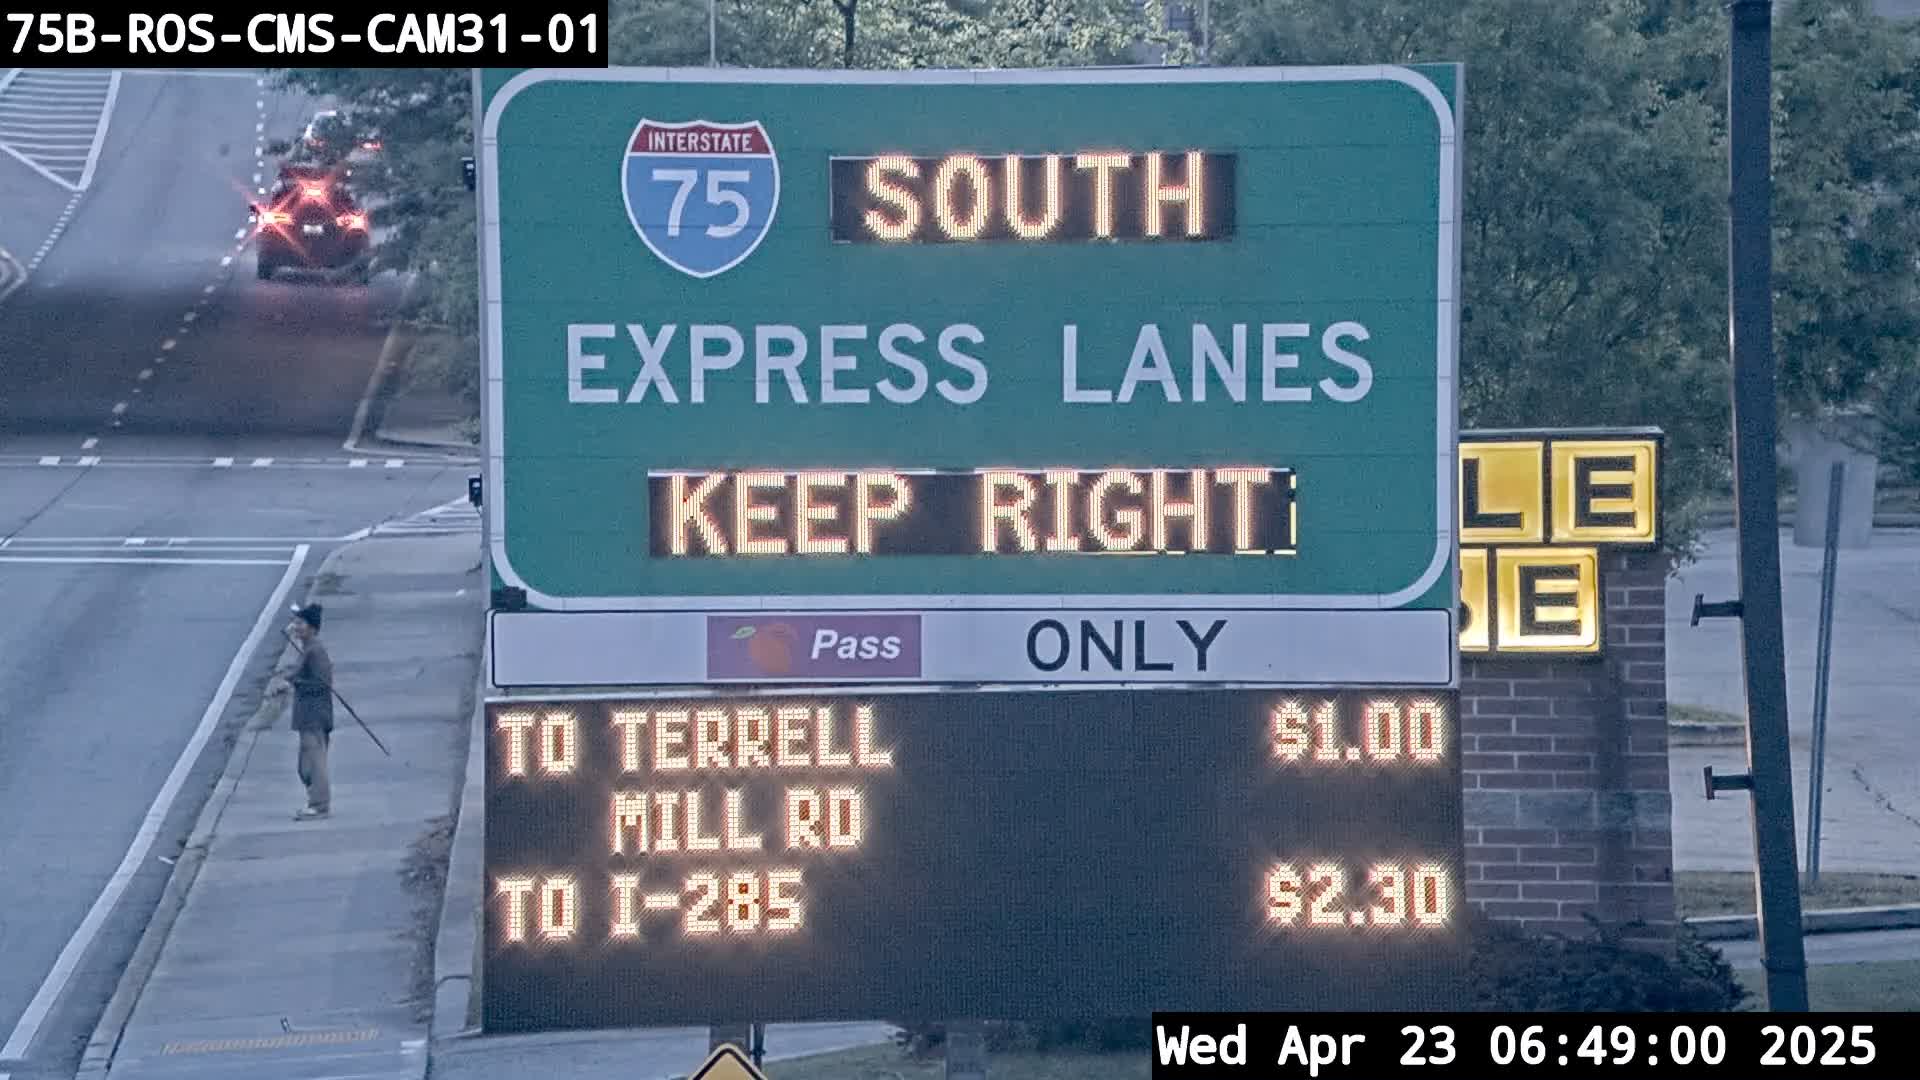 75B-ROS-CMS-CAM31-01
INTERSTATE
75
SOUTH
EXPRESS LANES
KEEP RIGHT
LE
E
Pass ONLY
TO TERRELL $1.00
MILL RD
TO I-285 $2.30
Wed Apr 23 06:49:00 2025